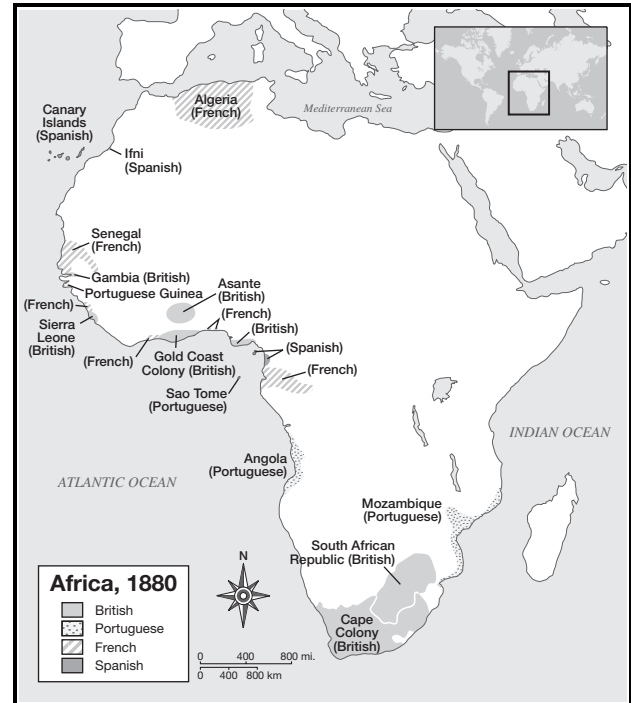 Algeria
(French)
Mediterranean Sea
Canary
Islands
(Spanish)
Ifni
(Spanish)
Senegal
(French)
Gambia (British)
Portuguese Guinea
Asante
(British)
(French)
(French)
(British)
Sierra
Leone
(British)
(Spanish)
(French)
Gold Coast
Colony (British)
(French)
Sao Tome
(Portuguese)
INDIAN OCEAN
Angola
(Portuguese)
ATLANTIC OCEAN
Mozambique
(Portuguese)
South African
Republic (British)
N
Africa, 1880
British
Portuguese
French
Spanish
Cape
Colony
(British)
0 400 800 mi.
0 400 800 km